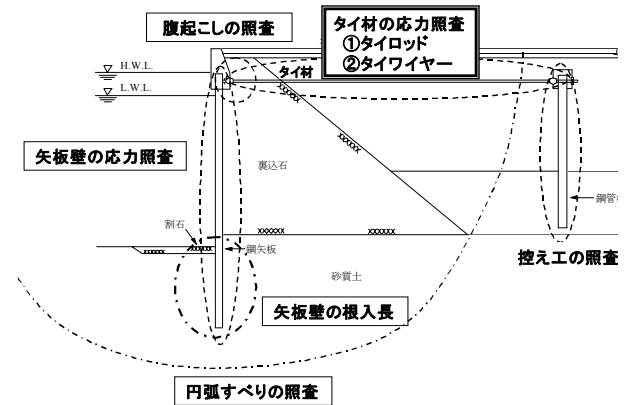 腹起こしの照査
タイ材の応力照査
①タイロッド
②タイワイヤー
H.W.L.
タイ材
L.W.L.
矢板壁の応力照査
裏込石
鋼管
割石
鋼矢板
控え工の照査
砂質土
矢板壁の根入長
円弧すべりの照査